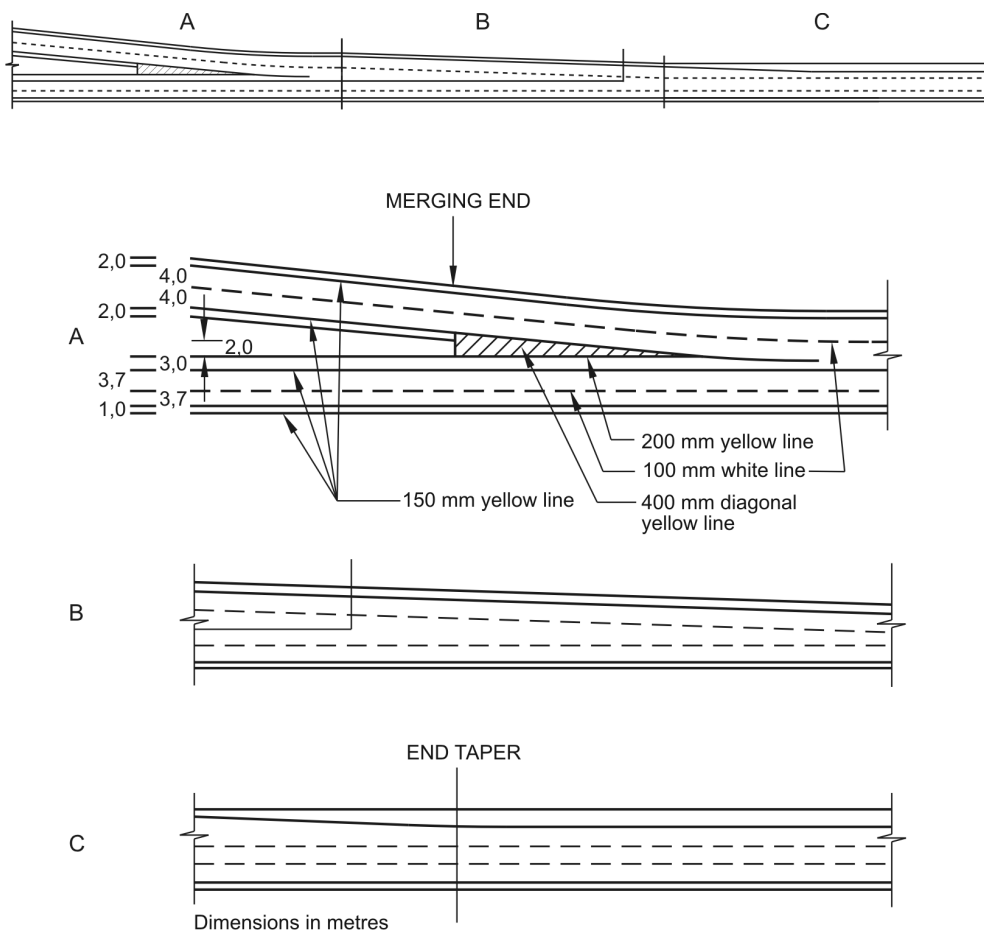 A
B
C
MERGING END
2,0
4,0
4,0
2,0
A
2,0
3,0
3,7
3,7
1,0
200 mm yellow line
100 mm white line
150 mm yellow line
400 mm diagonal
yellow line
B
END TAPER
C
Dimensions in metres